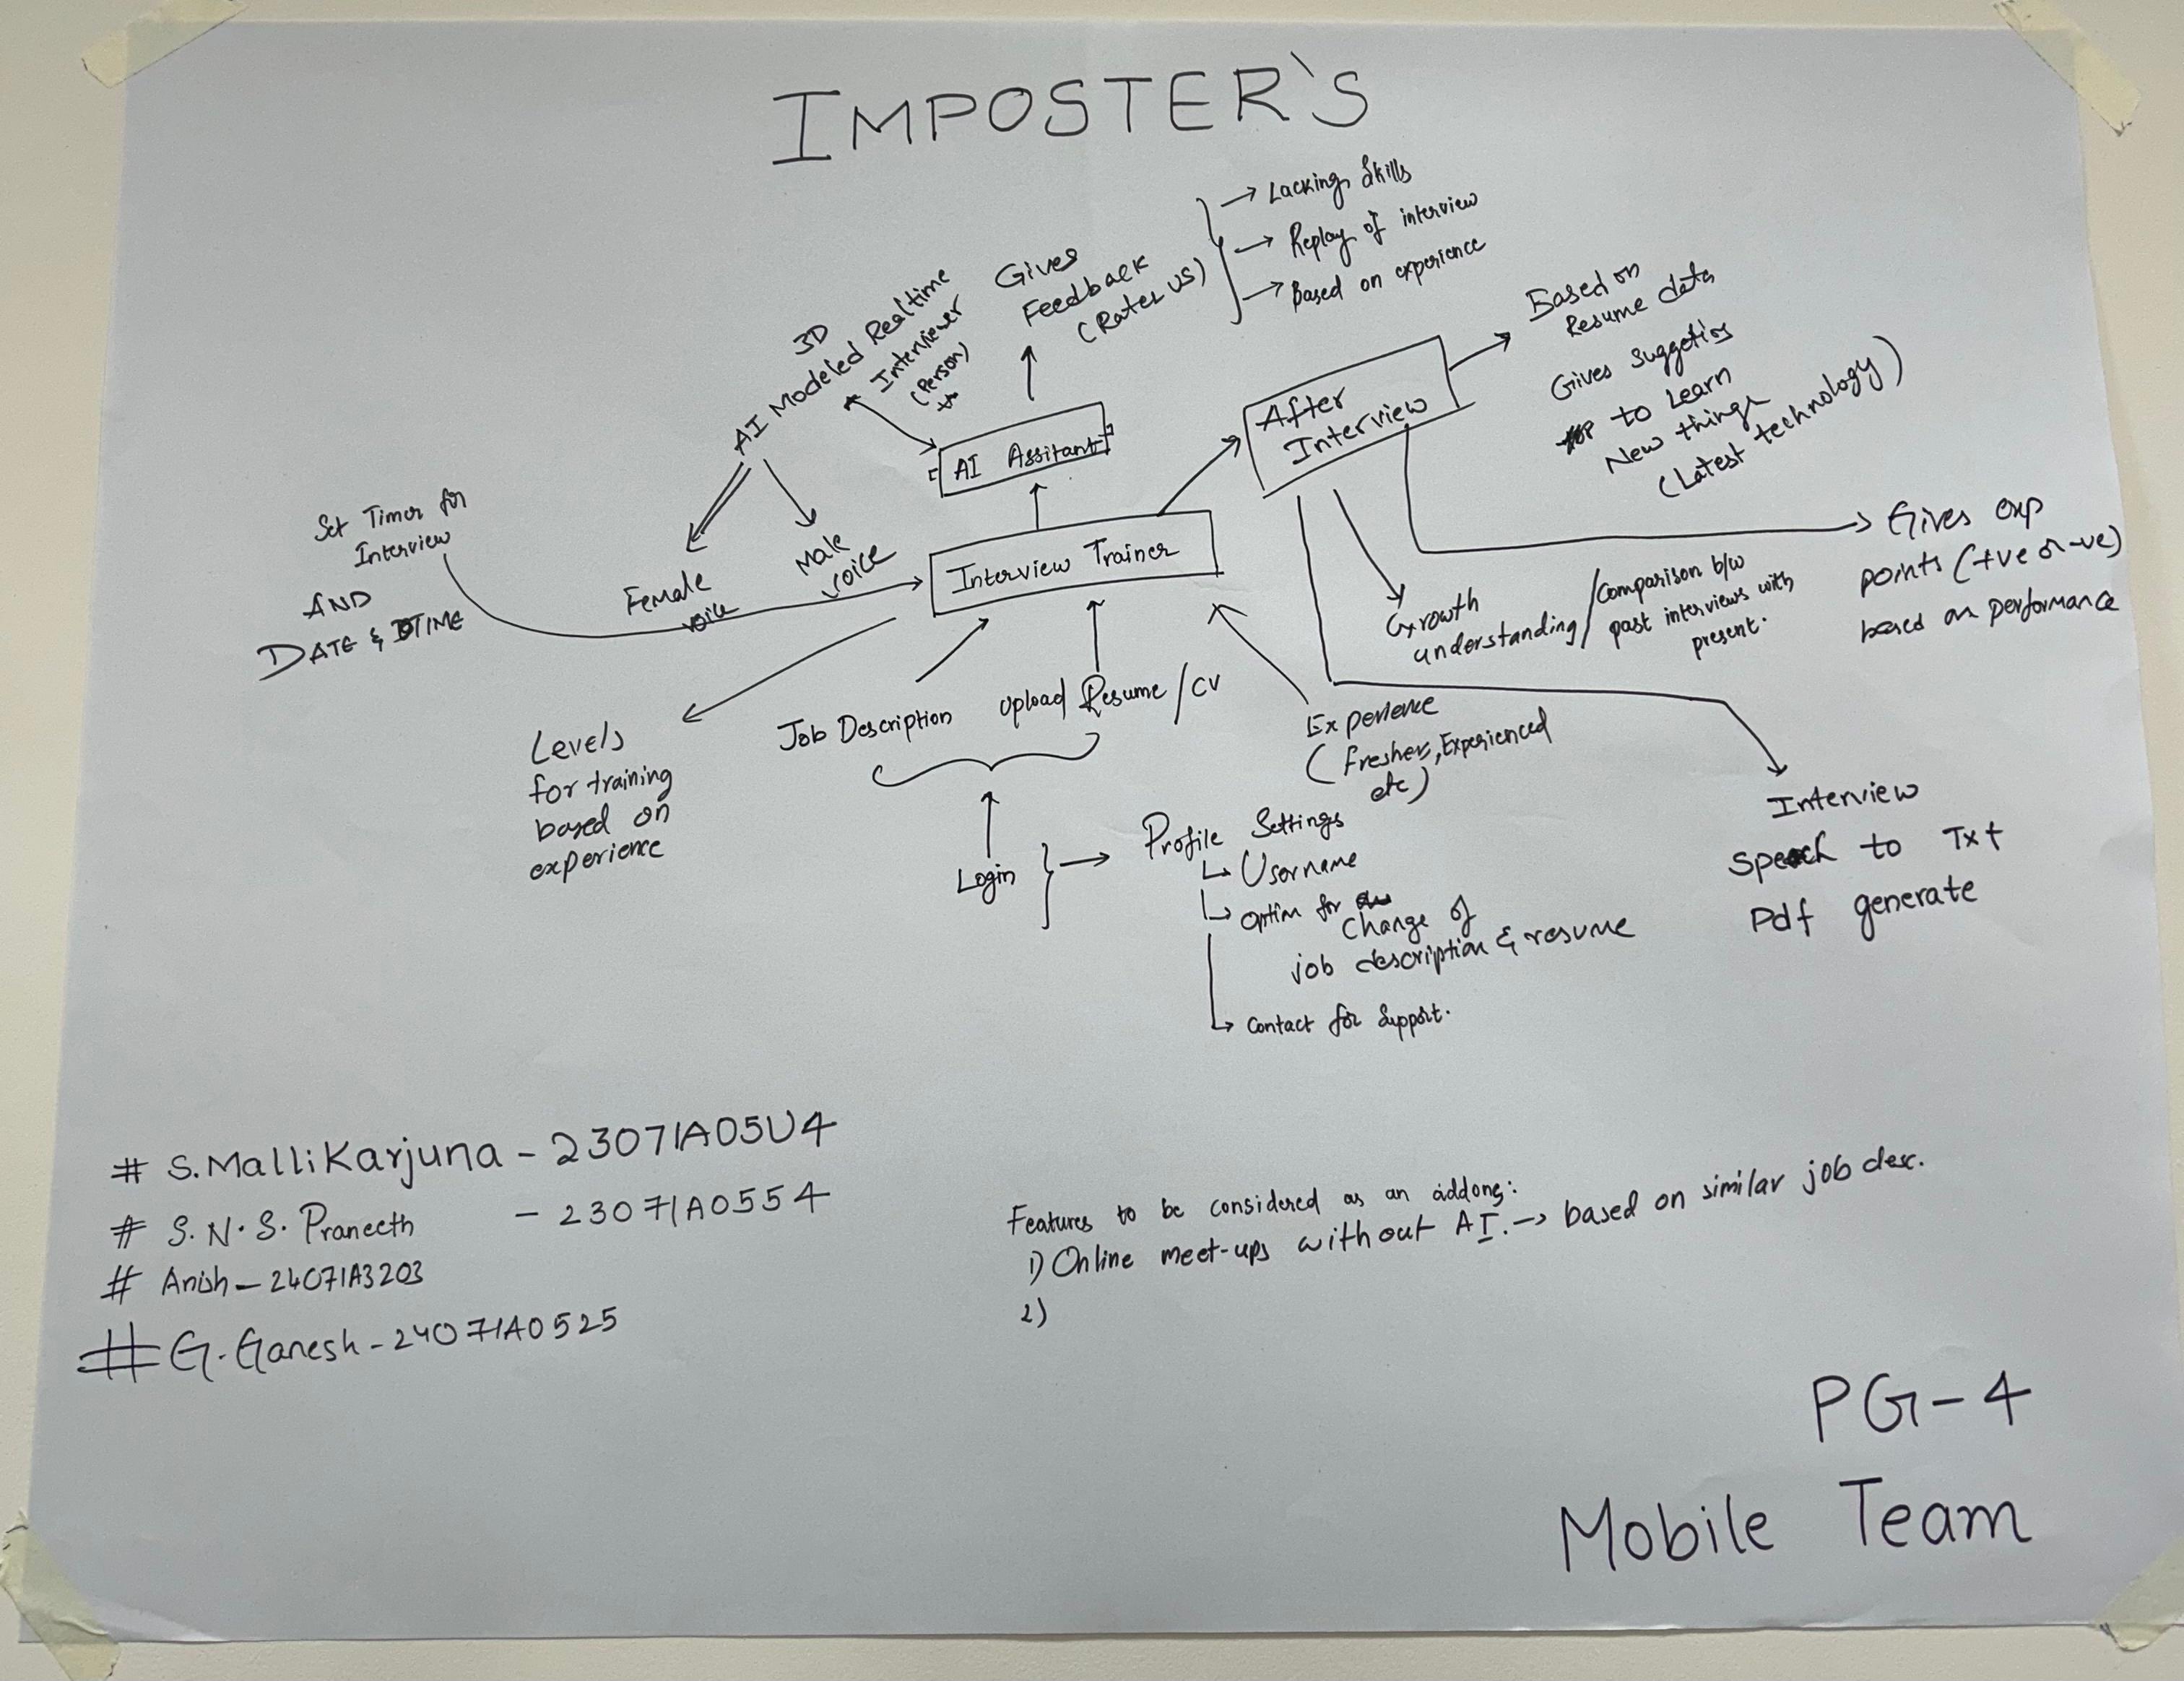 IMPOSTER'S
→ Lacking Skills
→ Replay of interview
→ Based on experience
Gives
Feedback
(Rater US)
3D
AI Modeled Realtime
Interviewer
(Person)
AI Assitant
After
Interview
Based on
Resume data
Gives suggetios
to Learn
New things
(Latest technology)
Set Timer for
Interview
AND
DATE & TIME
Female
voice
Male
voice
Interview Trainer
Gives exp
points (+ve or -ve)
based on performance
Growth
understanding/
Comparison b/w
past interviews with
present.
Levels
for training
based on
experience
Job Description
Upload Resume/CV
Experience
(Fresher, Experienced
etc)
Interview
Speech to Txt
Pdf generate
Login
Profile Settings
Username
option for
change of
job description & resume
Contact for Support.
# S.MalliKarjuna - 23071A05U4
# S.N.S. Praneeth - 23071A0554
# Anish - 24071A3203
# G.Ganesh - 24071A0525
Features to be considered as an addons:
1) Online meet-ups without AI. → based on similar job desc.
2)
PG-4
Mobile Team